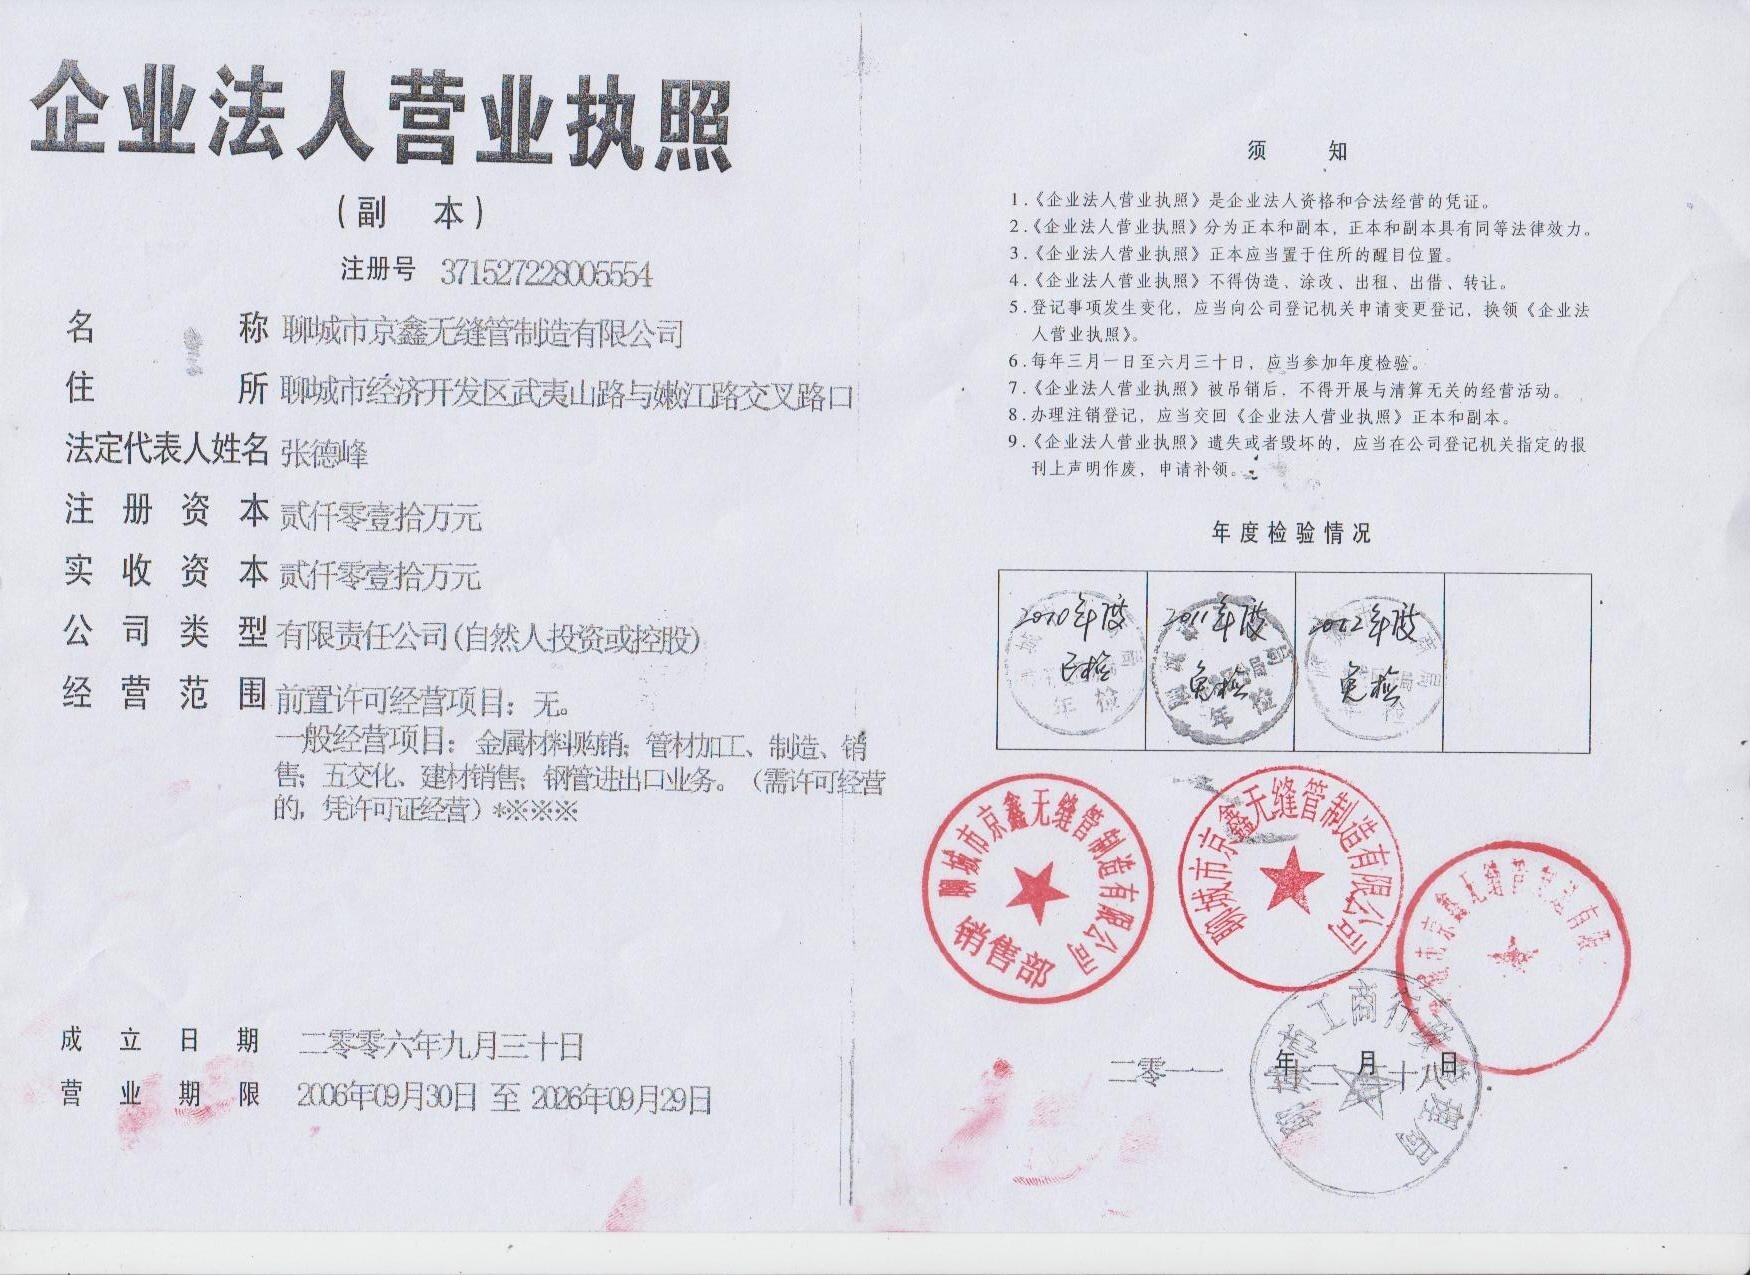 企业法人营业执照
(副 本)
注册号 371527228005554
名 称 聊城市京鑫无缝管制造有限公司
住 所 聊城市经济开发区武夷山路与嫩江路交叉路口
法定代表人姓名 张德峰
注册资本 贰仟零壹拾万元
实收资本 贰仟零壹拾万元
公司类型 有限责任公司(自然人投资或控股)
经营范围 前置许可经营项目：无。
一般经营项目：金属材料购销；管材加工、制造、销
售；五交化、建材销售；钢管进出口业务。（需许可经营
的，凭许可证经营）*※※※
成立日期 二零零六年九月三十日
营业期限 2006年09月30日 至 2026年09月29日
须 知
1.《企业法人营业执照》是企业法人资格和合法经营的凭证。
2.《企业法人营业执照》分为正本和副本，正本和副本具有同等法律效力。
3.《企业法人营业执照》正本应当置于住所的醒目位置。
4.《企业法人营业执照》不得伪造、涂改、出租、出借、转让。
5.登记事项发生变化，应当向公司登记机关申请变更登记，换领《企业法
人营业执照》。
6.每年三月一日至六月三十日，应当参加年度检验。
7.《企业法人营业执照》被吊销后，不得开展与清算无关的经营活动。
8.办理注销登记，应当交回《企业法人营业执照》正本和副本。
9.《企业法人营业执照》遗失或者毁坏的，应当在公司登记机关指定的报
刊上声明作废，申请补领。
年度检验情况
2010年度 2011年度 2012年度
已检 免检 免检
年检 年检 年检
聊城市京鑫无缝管制造有限公司
销售部
聊城市京鑫无缝管制造有限公司
市京鑫无缝管制造有限
市工商行 管理局
二零一一 年 月 十八日